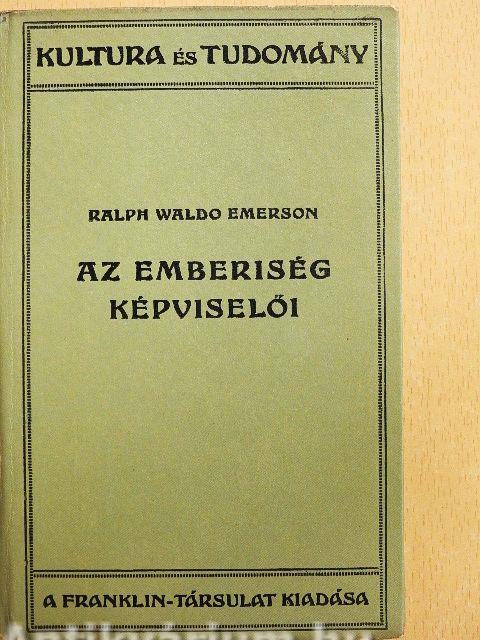 KULTURA ÉS TUDOMÁNY
RALPH WALDO EMERSON
AZ EMBERISÉG
KÉPVISELŐI
A FRANKLIN-TÁRSULAT KIADÁSA